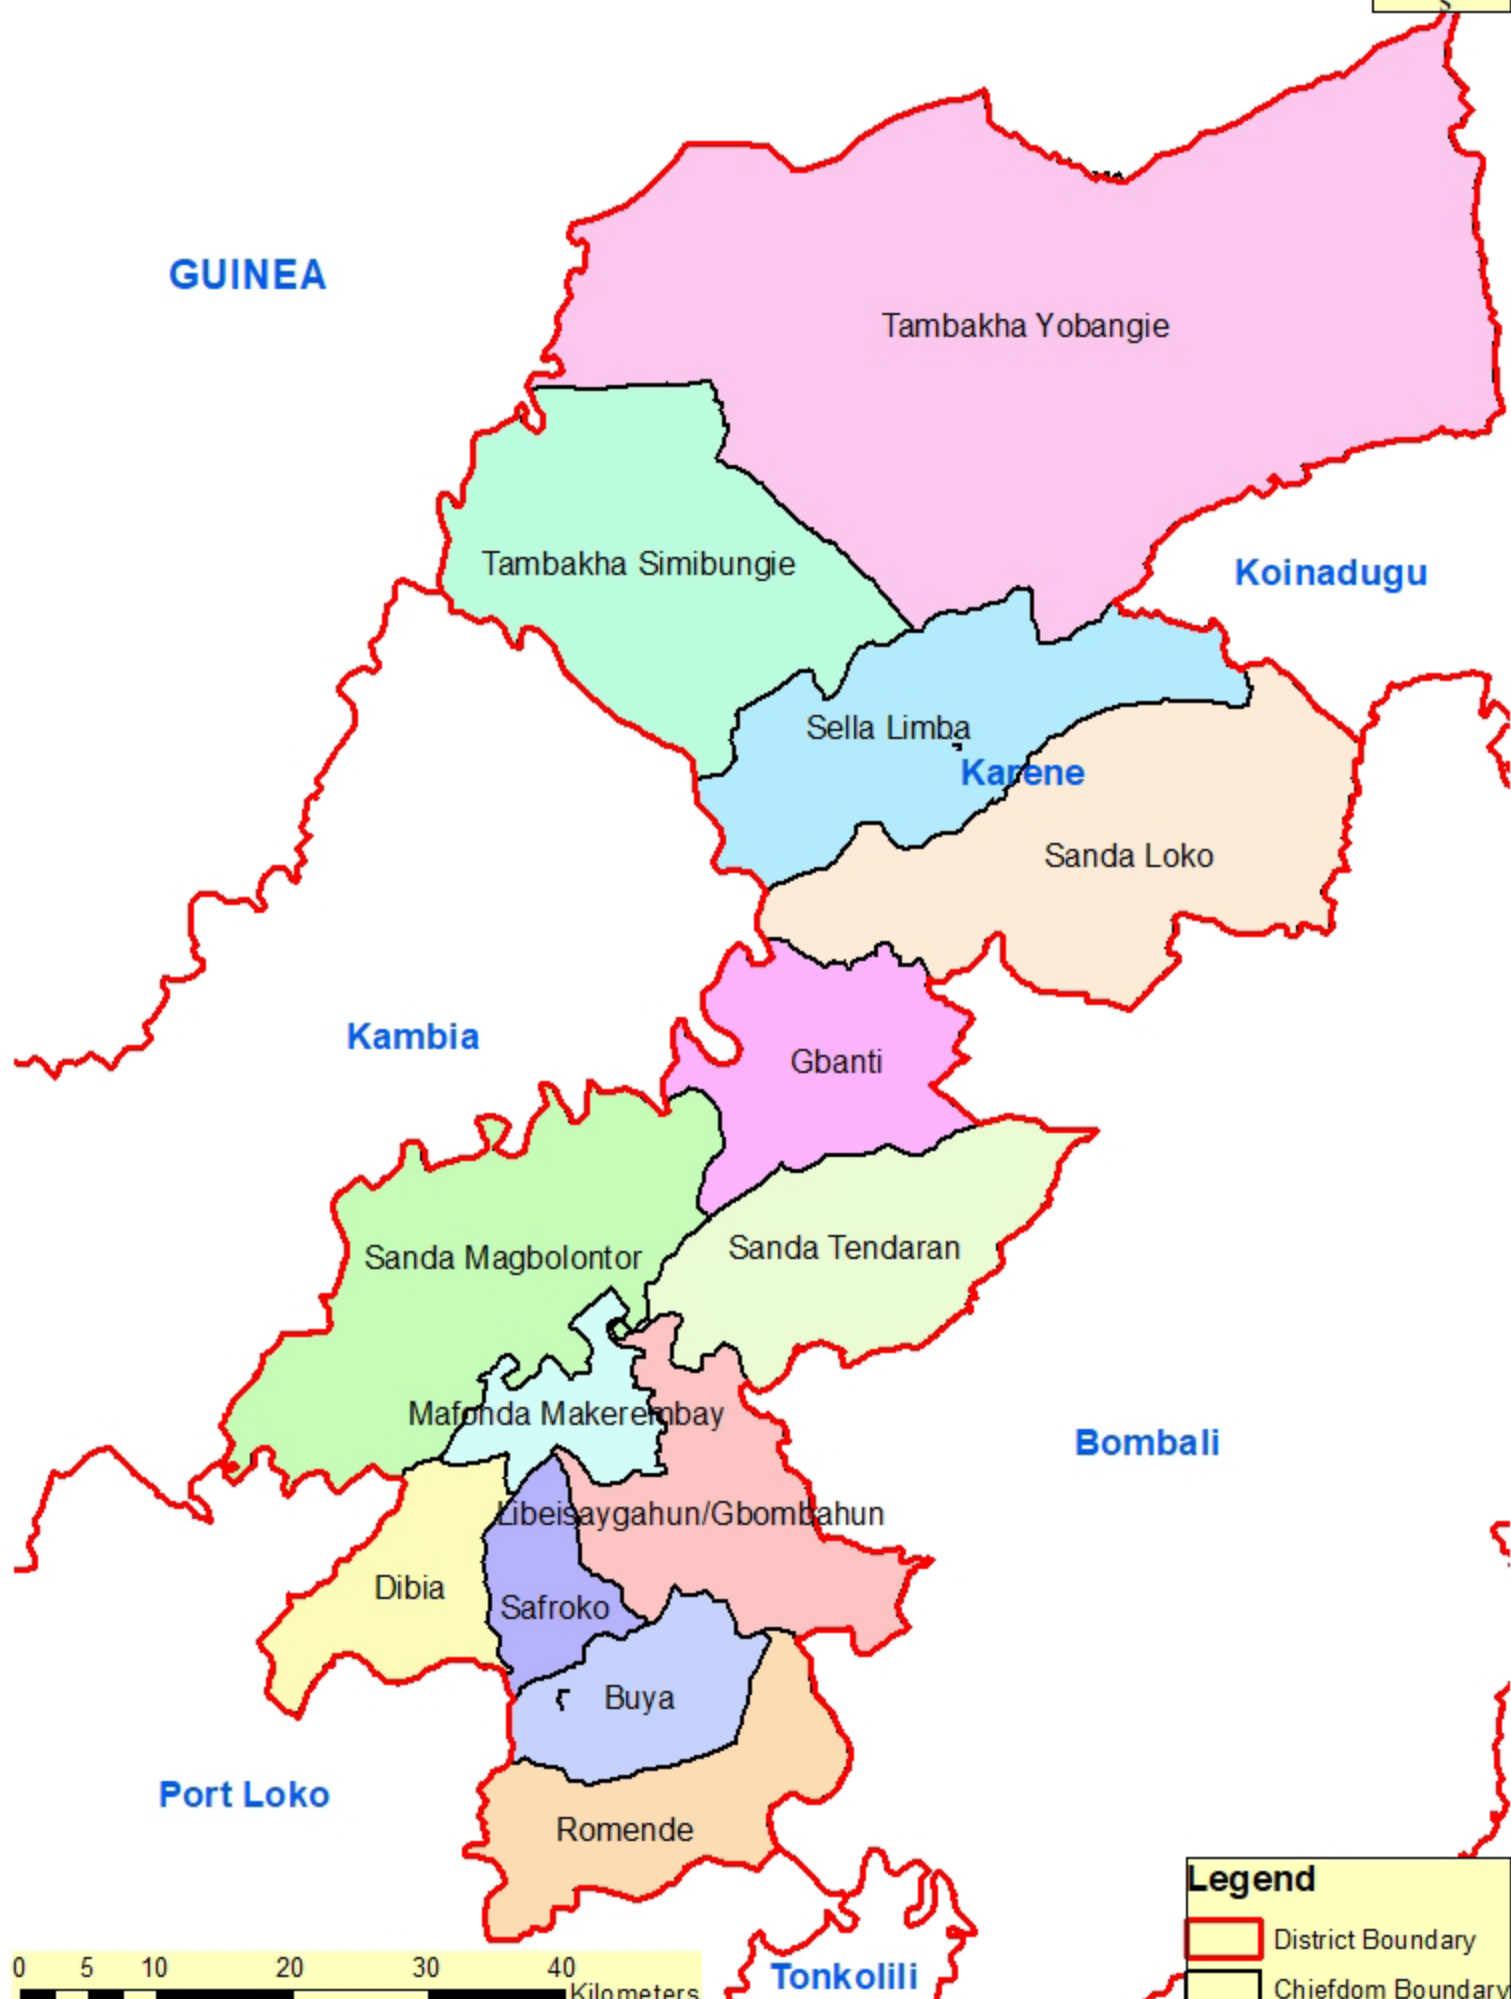 GUINEA
Tambakha Yobangie
Tambakha Simibungie
Koinadugu
Sella Limba
Karene
Sanda Loko
Kambia
Gbanti
Sanda Tendaran
Sanda Magbolontor
Mafonda Makerembay
Bombali
Libeisaygahun/Gbombahun
Dibia
Safroko
Buya
Port Loko
Romende
Legend
District Boundary
Chiefdom Boundary
Tonkolili
0 5 10 20 30 40
Kilometers